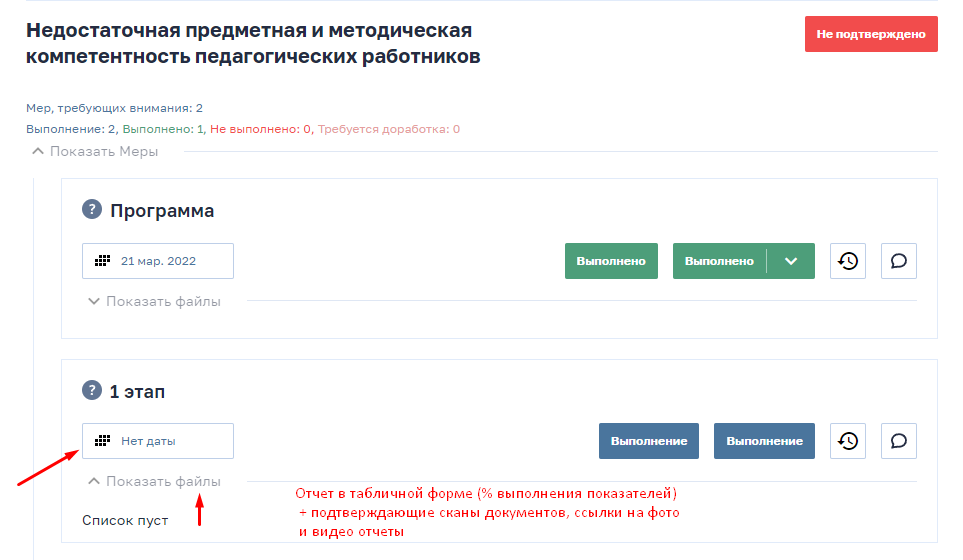 Недостаточная предметная и методическая
компетентность педагогических работников
Не подтверждено
Мер, требующих внимания: 2
Выполнение: 2, Выполнено: 1, Не выполнено: 0, Требуется доработка: 0
Показать Меры
? Программа
21 мар. 2022
Выполнено
Выполнено
Показать файлы
? 1 этап
Нет даты
Выполнение
Выполнение
Показать файлы
Отчет в табличной форме (% выполнения показателей)
+ подтверждающие сканы документов, ссылки на фото
и видео отчеты
Список пуст